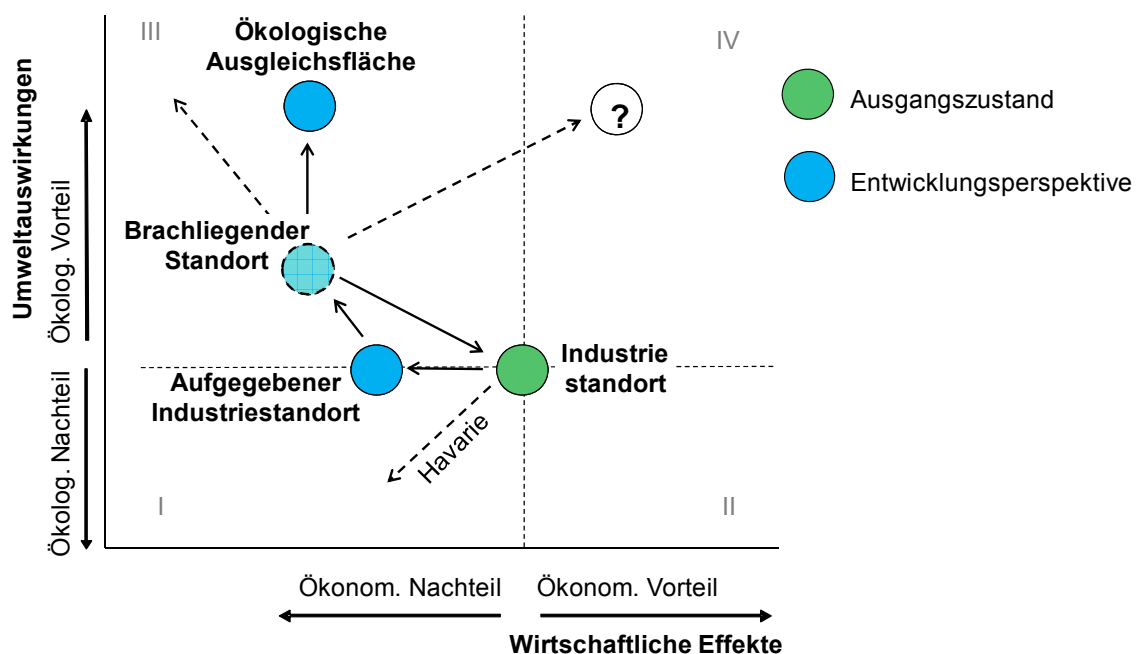 III
Ökologische
Ausgleichsfläche
IV
?
Ausgangszustand
Entwicklungsperspektive
Umweltauswirkungen
Ökolog. Vorteil
Ökolog. Nachteil
Brachliegender
Standort
Aufgegebener
Industriestandort
Industrie
standort
Havarie
I
II
Ökonom. Nachteil
Ökonom. Vorteil
Wirtschaftliche Effekte